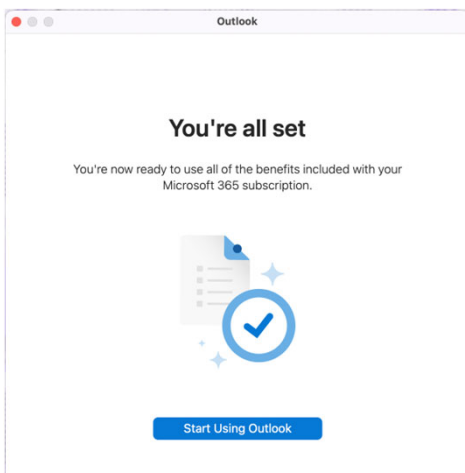 Outlook
You're all set
You're now ready to use all of the benefits included with your
Microsoft 365 subscription.
Start Using Outlook